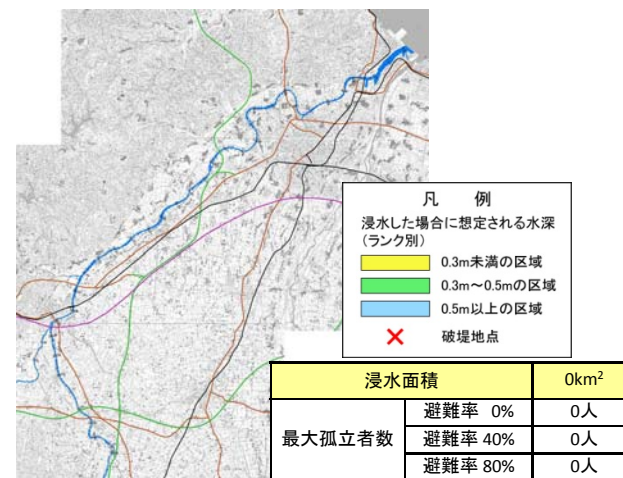 凡　例
浸水した場合に想定される水深
（ランク別）
0.3m未満の区域
0.3m～0.5mの区域
0.5m以上の区域
破堤地点
浸水面積 0km²
最大孤立者数 避難率 0% 0人
避難率 40% 0人
避難率 80% 0人